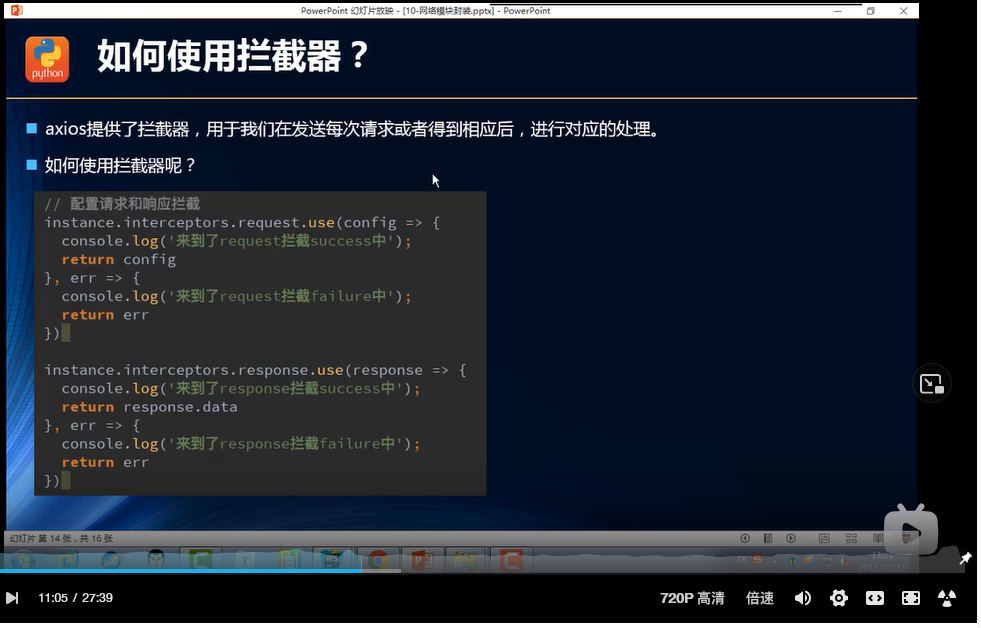 PowerPoint 幻灯片放映 - [10-网络模块封装.pptx] - PowerPoint
python
如何使用拦截器？
axios提供了拦截器，用于我们在发送每次请求或者得到相应后，进行对应的处理。
如何使用拦截器呢？
// 配置请求和响应拦截
instance.interceptors.request.use(config => {
console.log('来到了request拦截success中');
return config
}, err => {
console.log('来到了request拦截failure中');
return err
})
instance.interceptors.response.use(response => {
console.log('来到了response拦截success中');
return response.data
}, err => {
console.log('来到了response拦截failure中');
return err
})
幻灯片 第 14 张，共 16 张
11:05 / 27:39
720P 高清
倍速